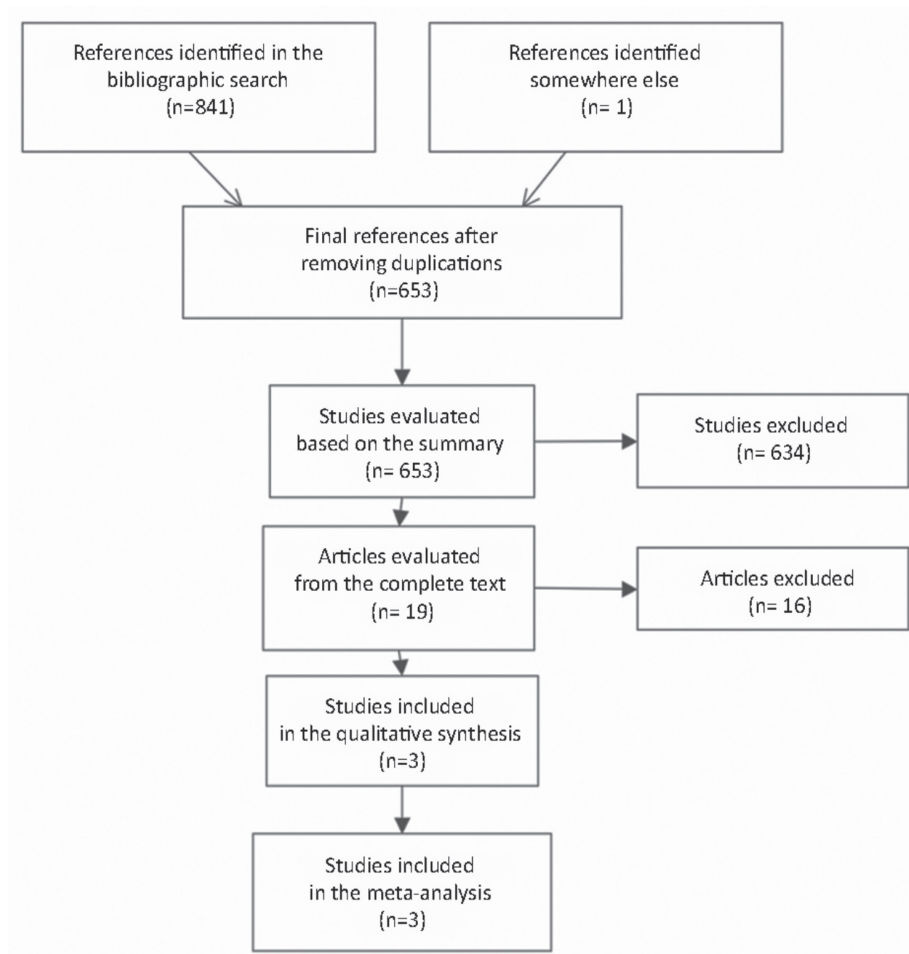 References identified in the
bibliographic search
(n=841)
References identified
somewhere else
(n= 1)
Final references after
removing duplications
(n=653)
Studies evaluated
based on the summary
(n= 653)
Studies excluded
(n= 634)
Articles evaluated
from the complete text
(n= 19)
Articles excluded
(n= 16)
Studies included
in the qualitative synthesis
(n=3)
Studies included
in the meta-analysis
(n=3)